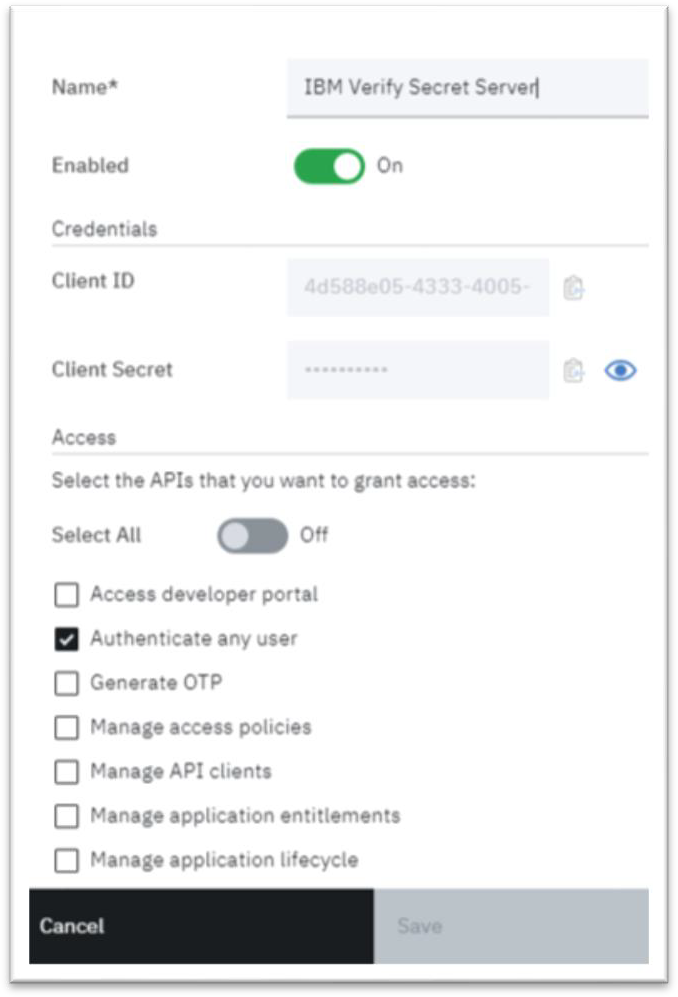 Name* IBM Verify Secret Server
Enabled On
Credentials
Client ID 4d588e05-4333-4005-
Client Secret ••••••••••
Access
Select the APIs that you want to grant access:
Select All Off
Access developer portal
Authenticate any user
Generate OTP
Manage access policies
Manage API clients
Manage application entitlements
Manage application lifecycle
Cancel Save